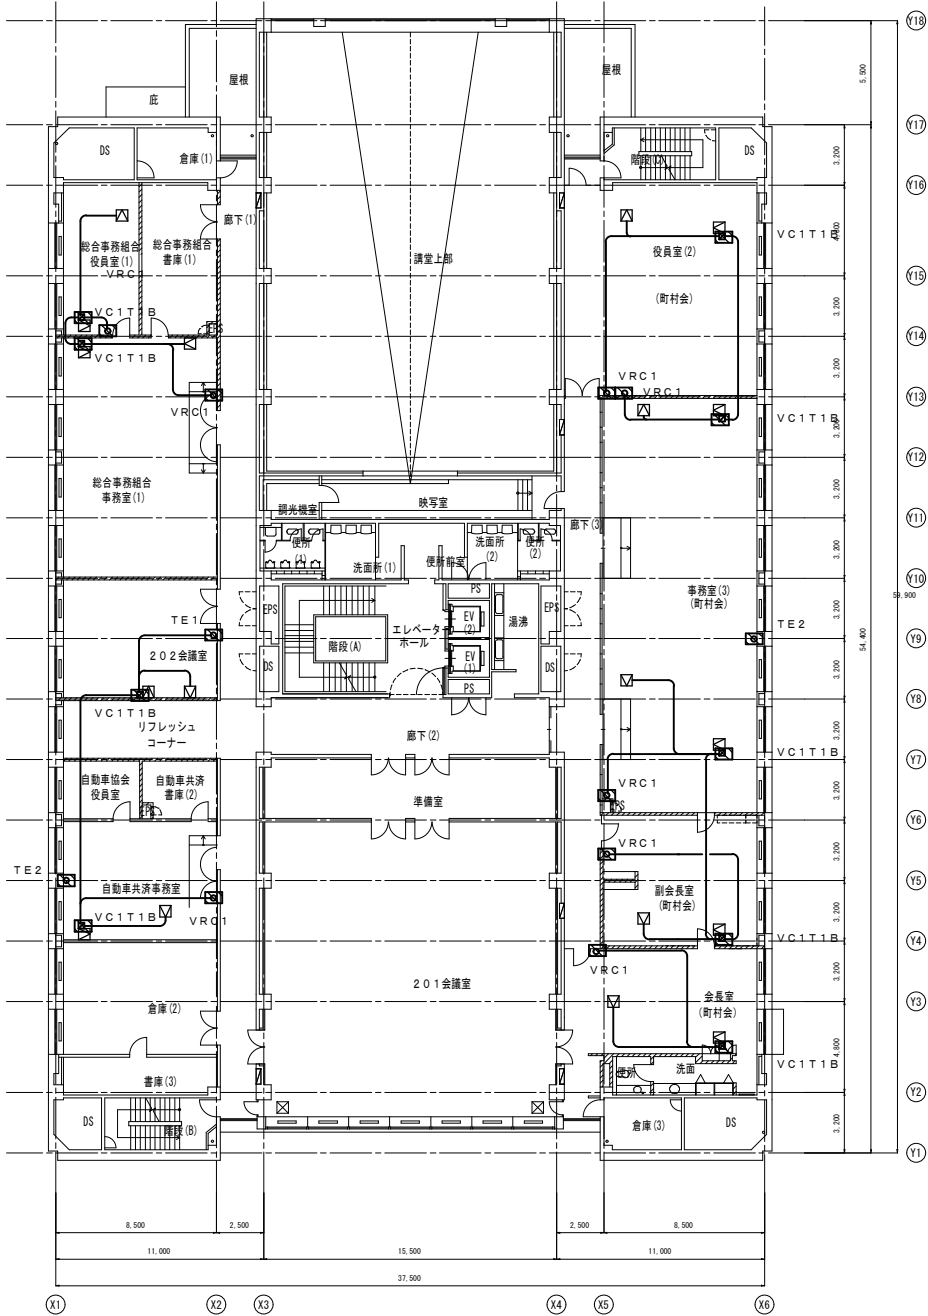 Y18
5,500
屋根
屋根
庇
Y17
DS
倉庫(1)
階段(C)
DS
3,200
Y16
廊下(1)
総合事務組合
役員室(1)
総合事務組合
書庫(1)
VRC1
講堂上部
役員室(2)
(町村会)
VC1T1B
4,800
Y15
3,200
VC1T1B
EPS
Y14
VC1T1B
VRC1
VRC1
VRC1
3,200
Y13
VC1T1B
3,200
Y12
総合事務組合
事務室(1)
調光機室
映写室
3,200
Y11
廊下(3)
便所
(1)
洗面所(1)
便所前室
洗面所
(2)
便所
(2)
3,200
Y10
事務室(3)
(町村会)
59,900
EPS
PS
EV
(2)
湯沸
EPS
3,200
TE1
TE2
エレベーター
ホール
階段(A)
54,400
Y9
202会議室
DS
EV
(1)
PS
DS
3,200
Y8
VC1T1B
リフレッシュ
コーナー
廊下(2)
3,200
VC1T1B
Y7
自動車協会
役員室
自動車共済
書庫(2)
EPS
準備室
VRC1
EPS
3,200
Y6
VRC1
3,200
TE2
自動車共済事務室
副会長室
(町村会)
Y5
VC1T1B
VRC1
3,200
VC1T1B
Y4
VRC1
201会議室
会長室
(町村会)
3,200
倉庫(2)
Y3
4,800
書庫(3)
便所
洗面
VC1T1B
Y2
DS
階段(B)
倉庫(3)
DS
3,200
Y1
8,500
2,500
2,500
8,500
11,000
15,500
11,000
37,500
X1
X2
X3
X4
X5
X6